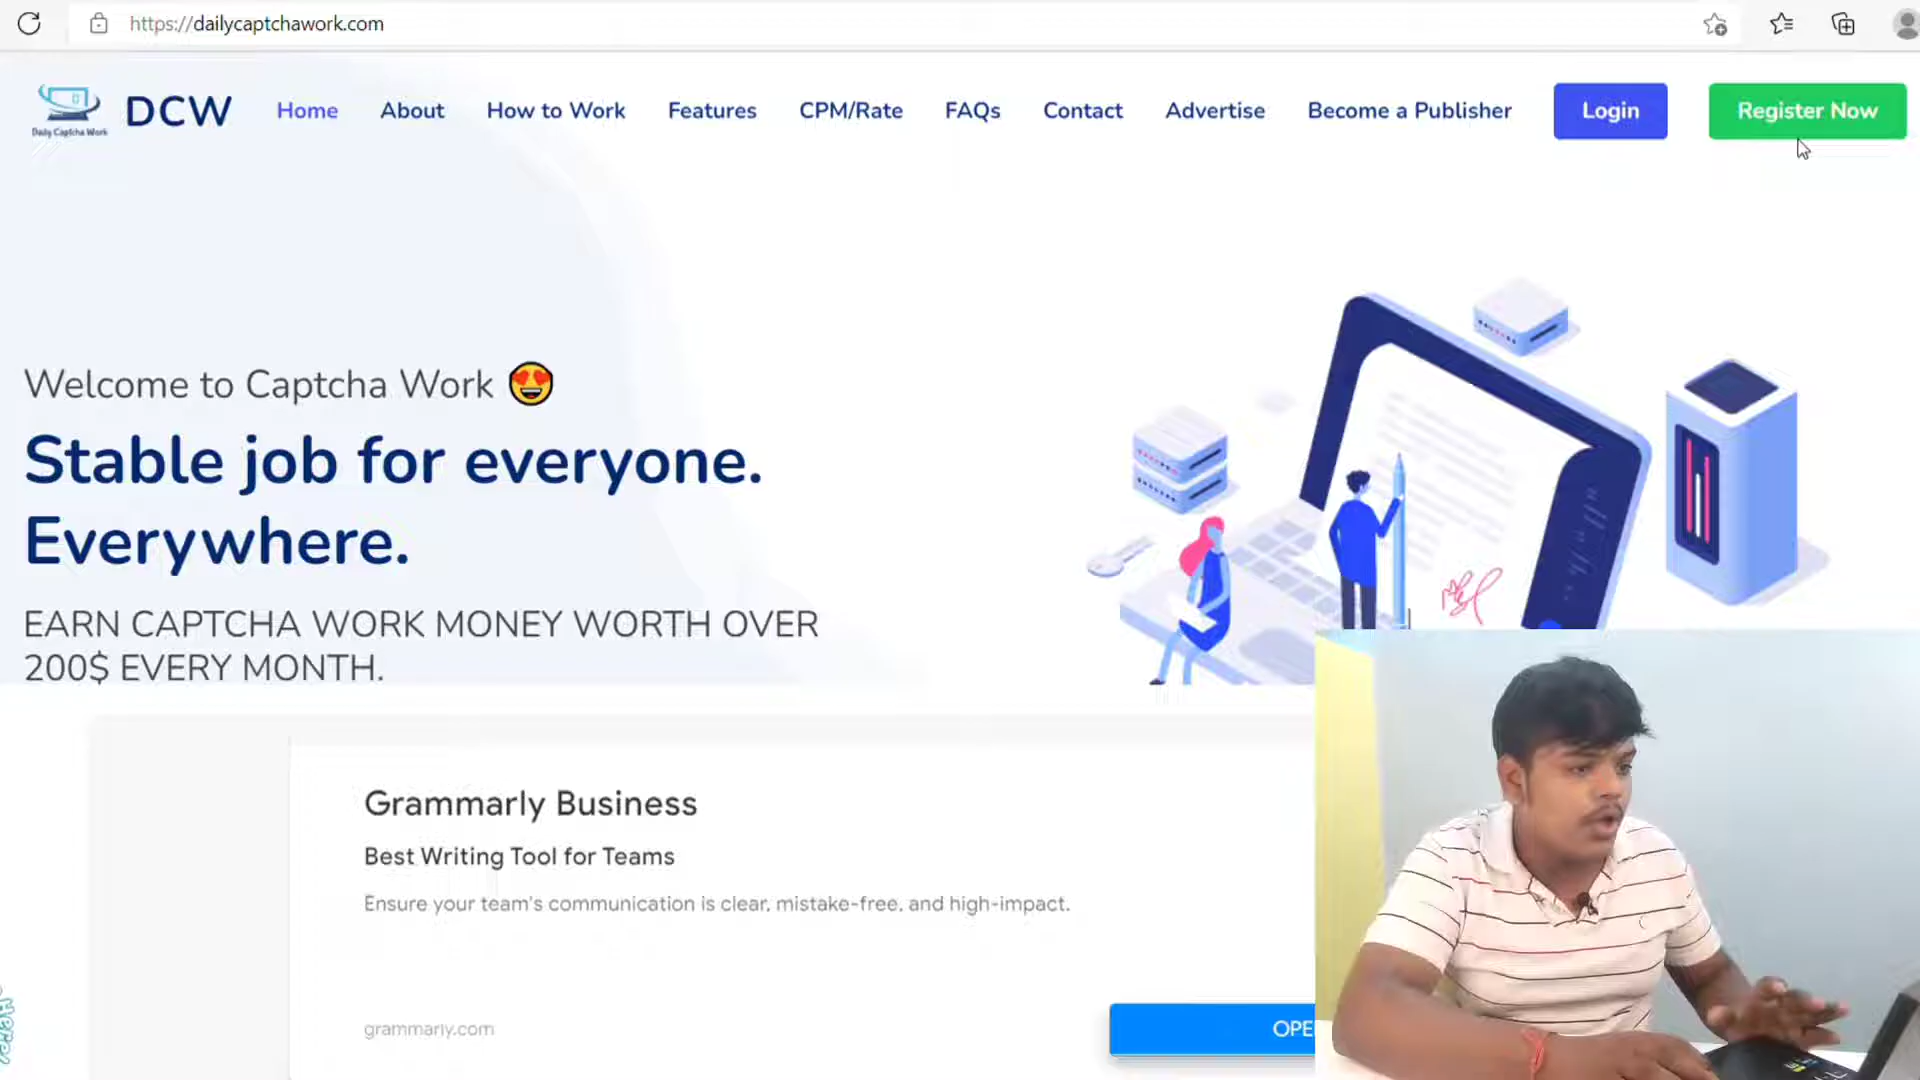 https://dailycaptchawork.com
Daily Captcha Work
DCW
Home
About
How to Work
Features
CPM/Rate
FAQs
Contact
Advertise
Become a Publisher
Login
Register Now
Welcome to Captcha Work
Stable job for everyone.
Everywhere.
EARN CAPTCHA WORK MONEY WORTH OVER
200$ EVERY MONTH.
Grammarly Business
Best Writing Tool for Teams
Ensure your team's communication is clear, mistake-free, and high-impact.
grammarly.com
OPE